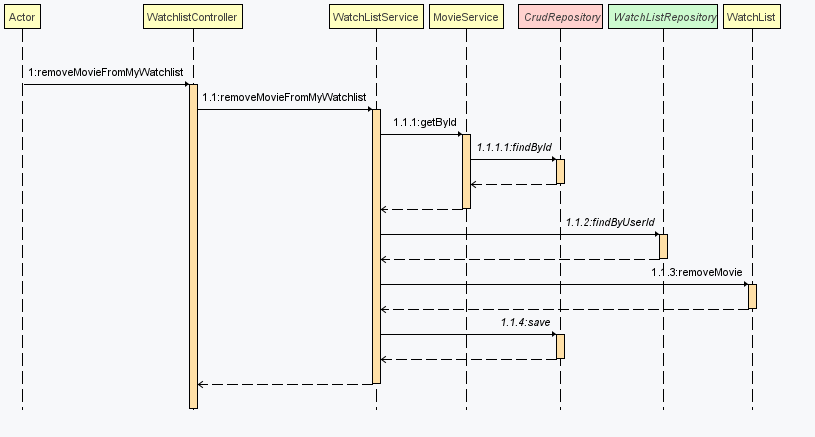 Actor
WatchlistController
WatchListService
MovieService
CrudRepository
WatchListRepository
WatchList
1:removeMovieFromMyWatchlist
1.1:removeMovieFromMyWatchlist
1.1.1:getById
1.1.1.1:findById
1.1.2:findByUserId
1.1.3:removeMovie
1.1.4:save